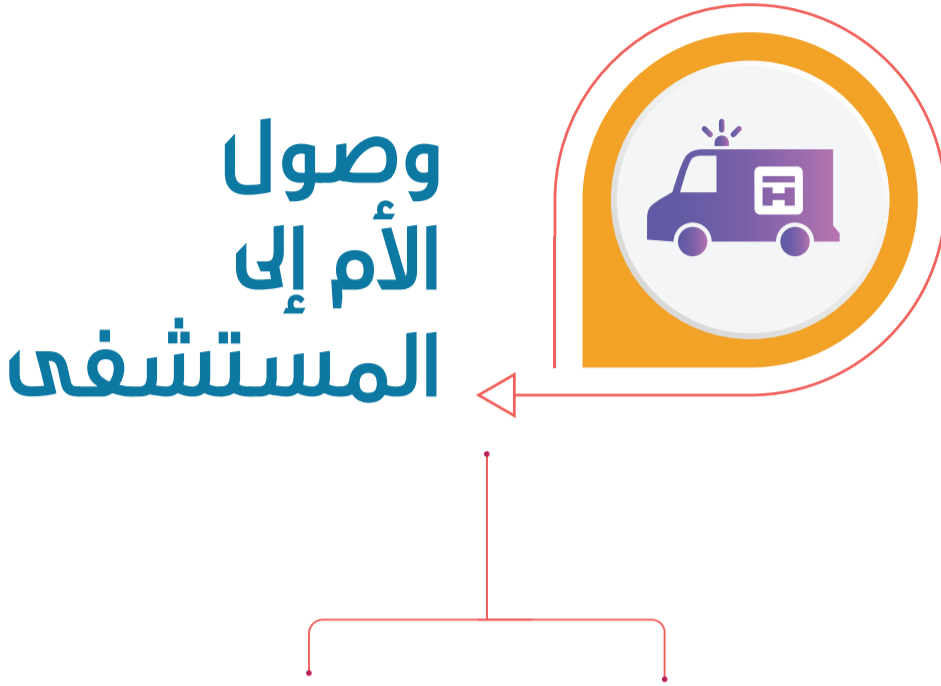 وصول
الأم إلى
المستشفى